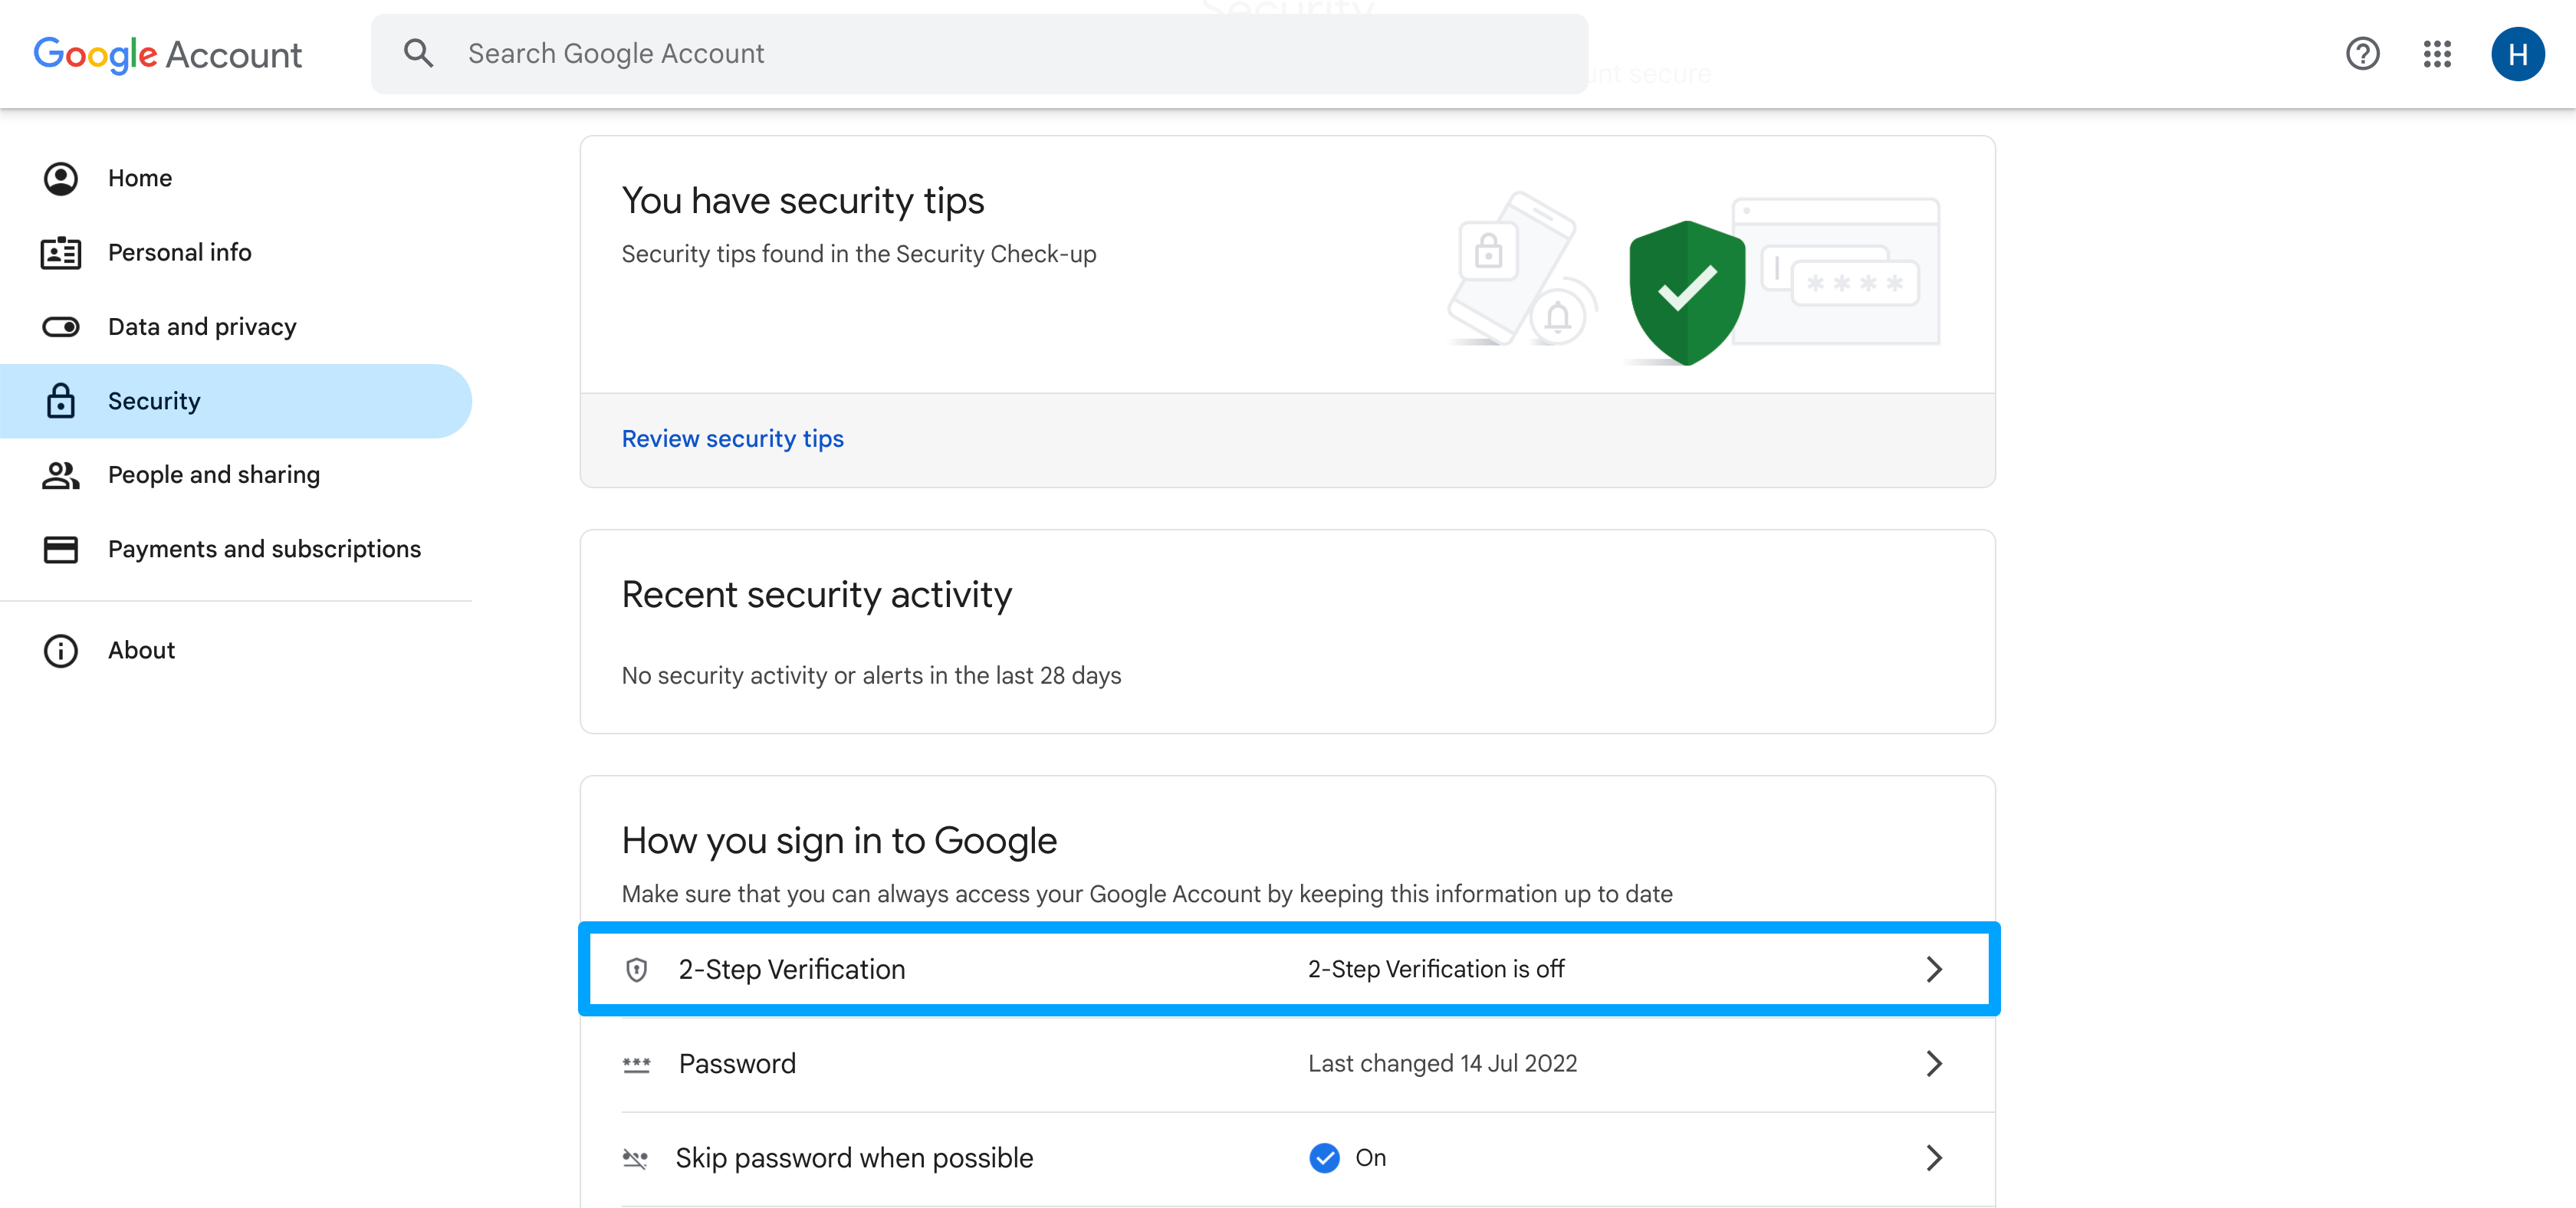 Security
Google Account
Search Google Account
unt secure
H
Home
Personal info
Data and privacy
Security
People and sharing
Payments and subscriptions
About
You have security tips
Security tips found in the Security Check-up
****
Review security tips
Recent security activity
No security activity or alerts in the last 28 days
How you sign in to Google
Make sure that you can always access your Google Account by keeping this information up to date
2-Step Verification 2-Step Verification is off
Password Last changed 14 Jul 2022
Skip password when possible On